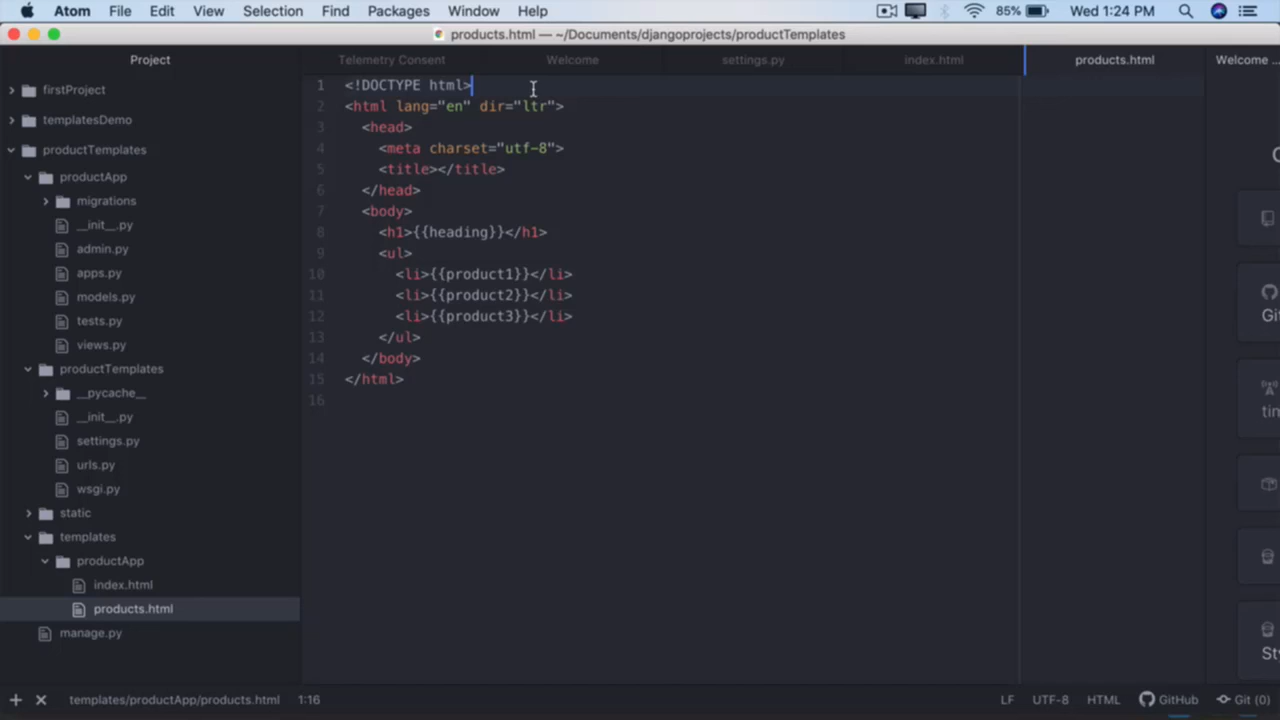 Atom File Edit View Selection Find Packages Window Help 85% Wed 1:24 PM
products.html — ~/Documents/djangoprojects/productTemplates
Project
Telemetry Consent Welcome settings.py index.html products.html Welcome ...
firstProject
templatesDemo
productTemplates
productApp
migrations
__init__.py
admin.py
apps.py
models.py
tests.py
views.py
productTemplates
__pycache__
__init__.py
settings.py
urls.py
wsgi.py
static
templates
productApp
index.html
products.html
manage.py
1 <!DOCTYPE html>
2 <html lang="en" dir="ltr">
3 <head>
4 <meta charset="utf-8">
5 <title></title>
6 </head>
7 <body>
8 <h1>{{heading}}</h1>
9 <ul>
10 <li>{{product1}}</li>
11 <li>{{product2}}</li>
12 <li>{{product3}}</li>
13 </ul>
14 </body>
15 </html>
16
templates/productApp/products.html 1:16 LF UTF-8 HTML GitHub Git (0)